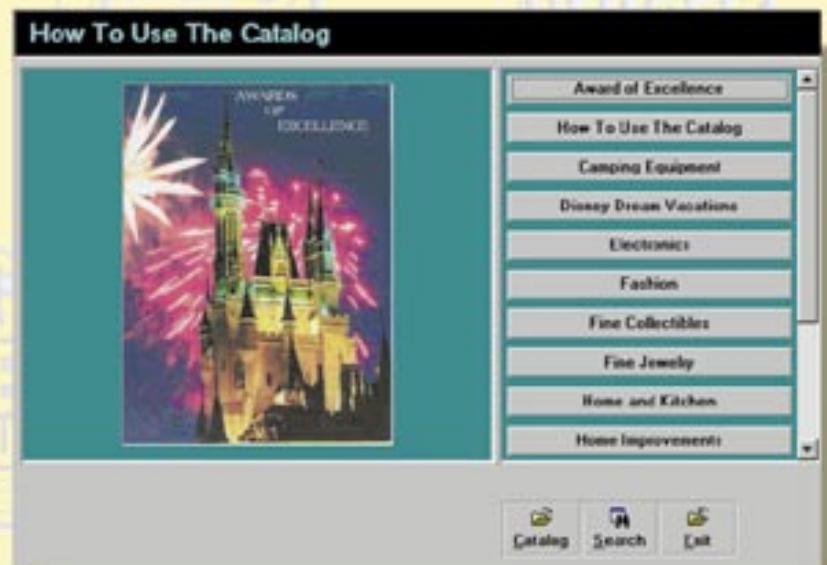 How To Use The Catalog
AWARDS
OF
EXCELLENCE
Award of Excellence
How To Use The Catalog
Camping Equipment
Disney Dream Vacations
Electronics
Fashion
Fine Collectibles
Fine Jewelry
Home and Kitchen
Home Improvements
Catalog
Search
Exit